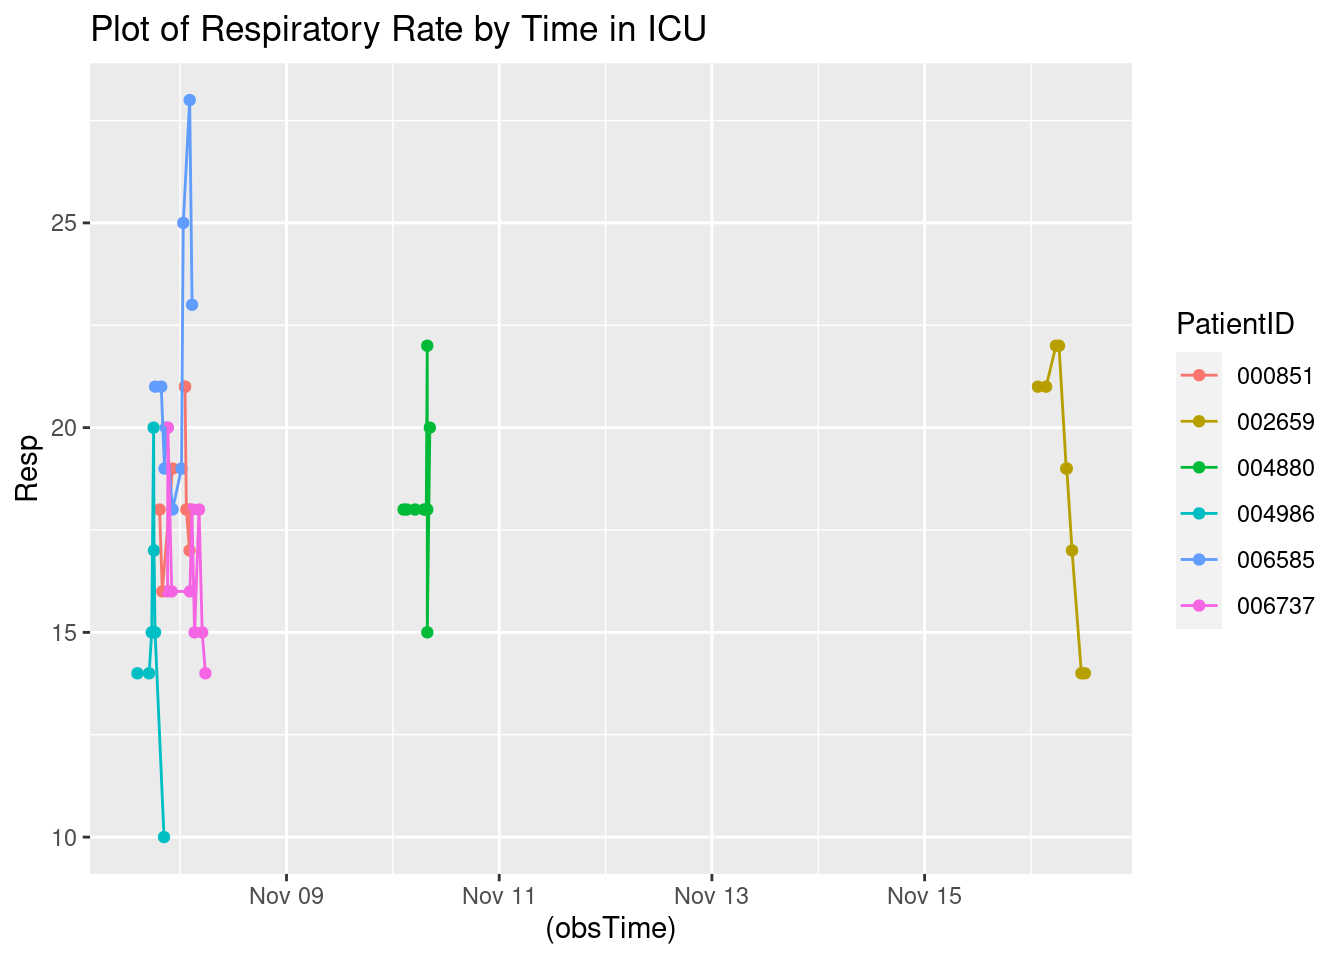 Plot of Respiratory Rate by Time in ICU
Resp
25
20
15
10
Nov 09
Nov 11
Nov 13
Nov 15
(obsTime)
PatientID
000851
002659
004880
004986
006585
006737